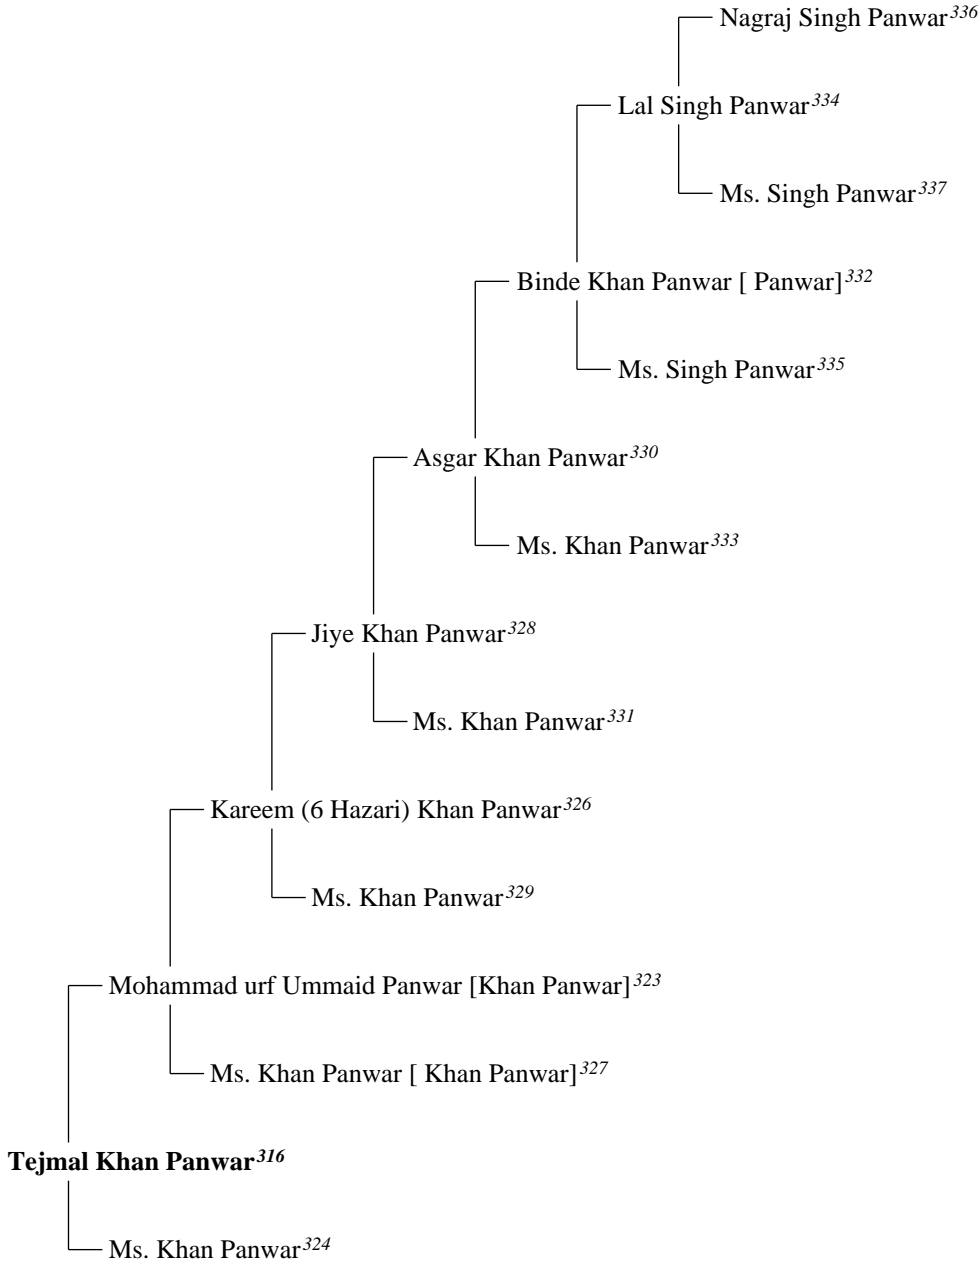 Nagraj Singh Panwar336
Lal Singh Panwar334
Ms. Singh Panwar337
Binde Khan Panwar [ Panwar]332
Ms. Singh Panwar335
Asgar Khan Panwar330
Ms. Khan Panwar333
Jiye Khan Panwar328
Ms. Khan Panwar331
Kareem (6 Hazari) Khan Panwar326
Ms. Khan Panwar329
Mohammad urf Ummaid Panwar [Khan Panwar]323
Ms. Khan Panwar [ Khan Panwar]327
Tejmal Khan Panwar316
Ms. Khan Panwar324